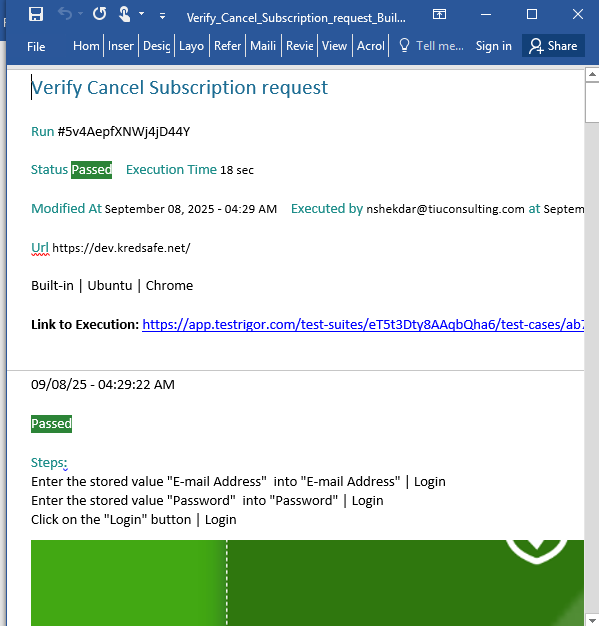 Verify_Cancel_Subscription_request_Buil...
File Hom Inser Desig Layo Refer Maili Revie View Acrol Tell me... Sign in Share
Verify Cancel Subscription request
Run #5v4AepfXNWj4jD44Y
Status Passed Execution Time 18 sec
Modified At September 08, 2025 - 04:29 AM Executed by nshekdar@tiuconsulting.com at Septem
Url https://dev.kredsafe.net/
Built-in | Ubuntu | Chrome
Link to Execution: https://app.testrigor.com/test-suites/eT5t3Dty8AAqbQha6/test-cases/ab7
09/08/25 - 04:29:22 AM
Passed
Steps:
Enter the stored value "E-mail Address"  into "E-mail Address" | Login
Enter the stored value "Password"  into "Password" | Login
Click on the "Login" button | Login